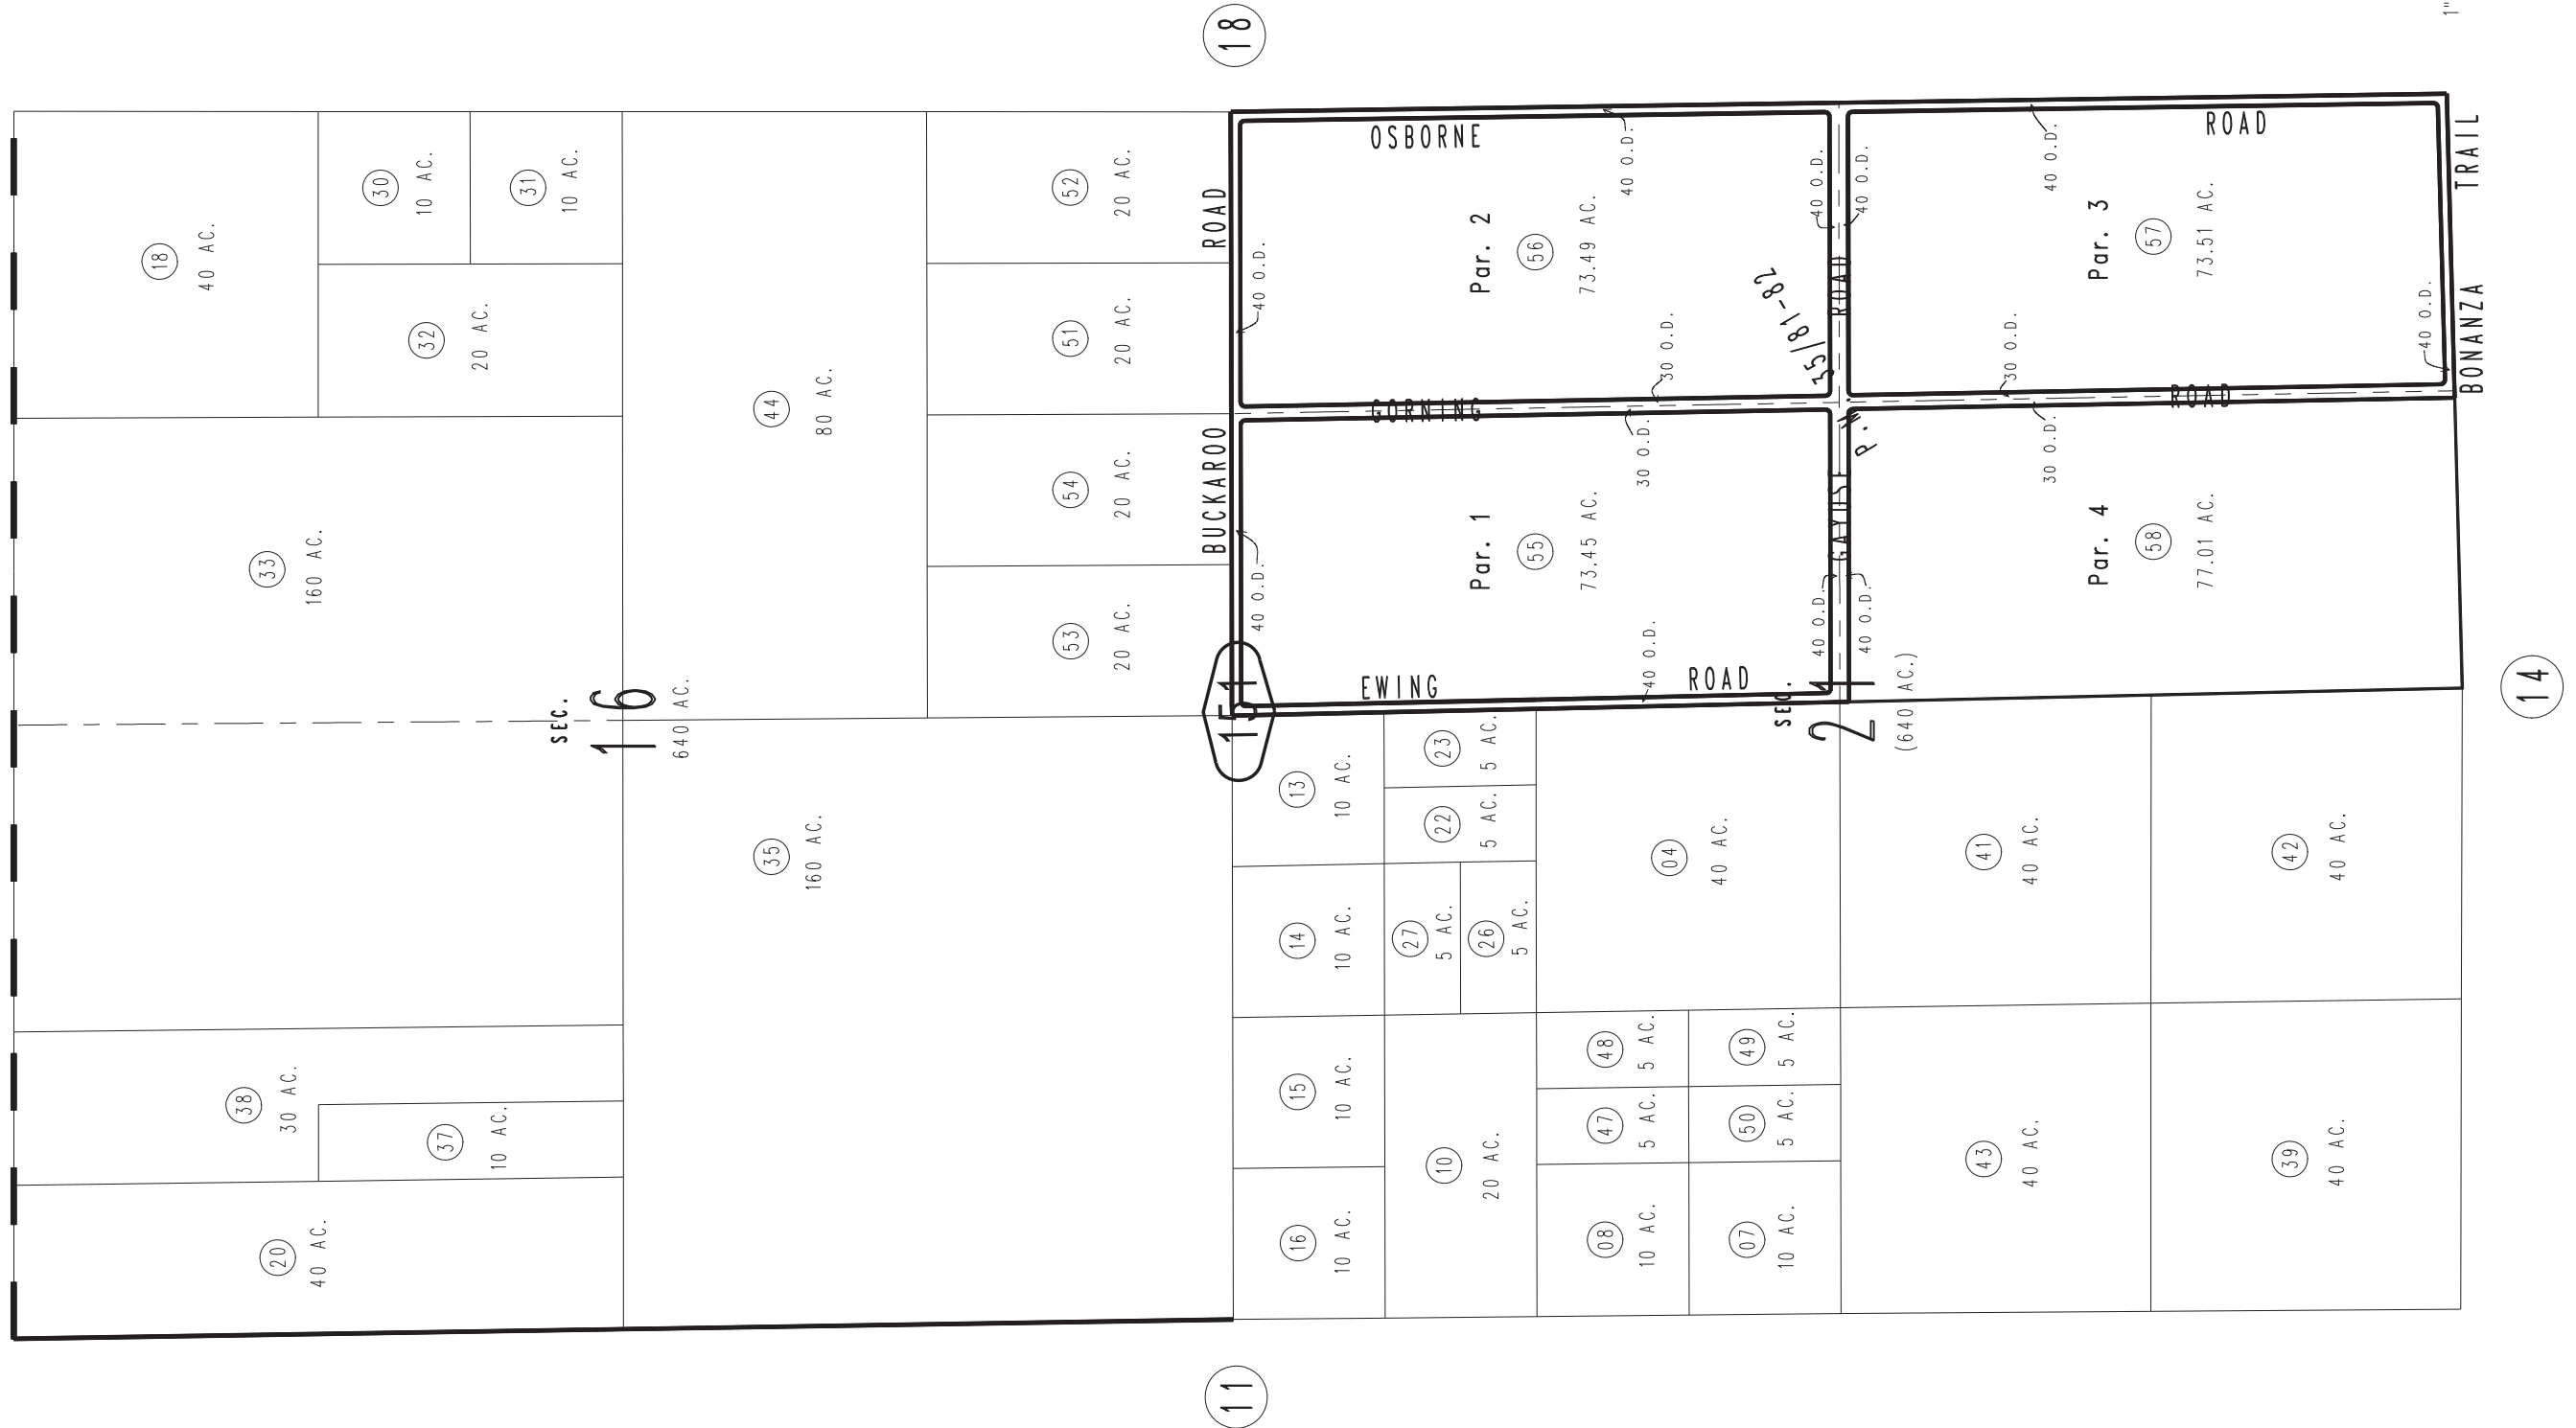 18
18
40 AC.
30
10 AC.
31
10 AC.
32
20 AC.
33
160 AC.
44
80 AC.
52
20 AC.
51
20 AC.
54
20 AC.
53
20 AC.
SEC.
16
640 AC.
35
160 AC.
38
30 AC.
37
10 AC.
20
40 AC.
BUCKAROO ROAD
OSBORNE ROAD
40 O.D.
40 O.D.
Par. 2
56
73.49 AC.
40 O.D.
40 O.D.
30 O.D.
CORNING ROAD
30 O.D.
40 O.D.
Par. 1
55
73.45 AC.
40 O.D.
40 O.D.
40 O.D.
EWING ROAD
P.M. 35/81-82
CAYUSE ROAD
40 O.D.
Par. 3
57
73.51 AC.
40 O.D.
30 O.D.
30 O.D.
Par. 4
58
77.01 AC.
BONANZA TRAIL
1"
151
SEC.
21
(640 AC.)
13
10 AC.
23
5 AC.
22
5 AC.
14
10 AC.
27
5 AC.
26
5 AC.
04
40 AC.
41
40 AC.
42
40 AC.
15
10 AC.
10
20 AC.
48
5 AC.
49
5 AC.
47
5 AC.
50
5 AC.
16
10 AC.
08
10 AC.
07
10 AC.
43
40 AC.
39
40 AC.
14
11